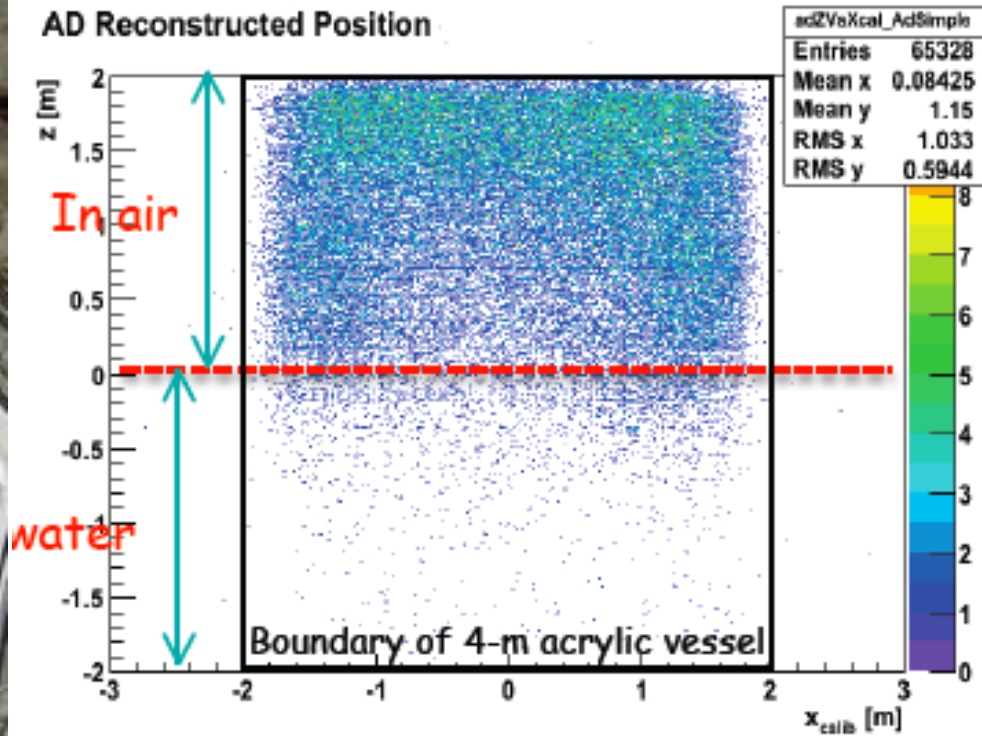 AD Reconstructed Position
adZVsXcal_AdSimple
Entries 65328
Mean x 0.08425
Mean y 1.15
RMS x 1.033
RMS y 0.5944
z [m]
2
1.5
1
0.5
0
-0.5
-1
-1.5
-2
In air
water
Boundary of 4-m acrylic vessel
-3 -2 -1 0 1 2 3
x_calib [m]
8
7
6
5
4
3
2
1
0